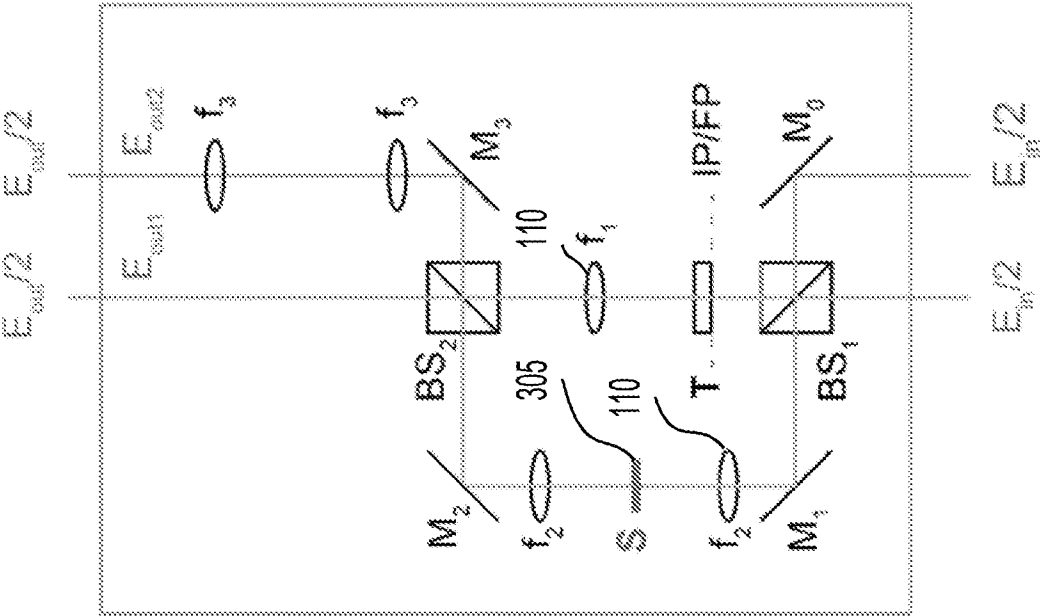 E_out/2
E_out/2
E_out1
E_out2
f_3
f_3
M_2
BS_2
M_3
305
110
f_2
f_1
S
110
T
IP/FP
f_2
M_1
BS_1
M_0
E_in/2
E_in/2